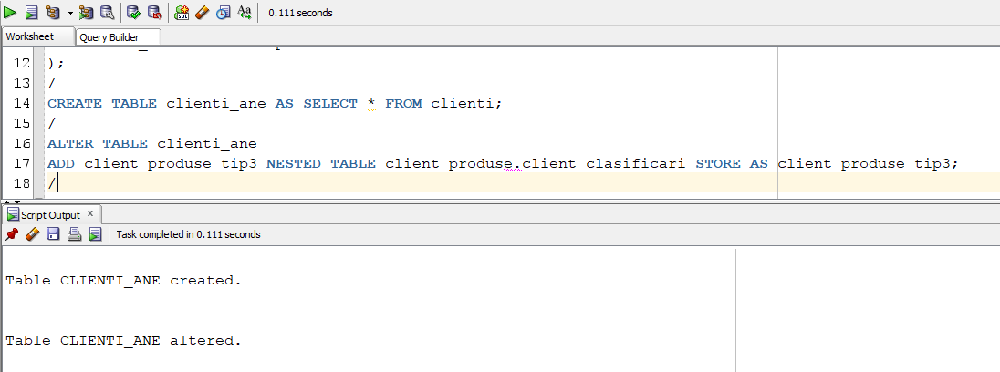 0.111 seconds
Worksheet Query Builder
12 );
13 /
14 CREATE TABLE clienti_ane AS SELECT * FROM clienti;
15 /
16 ALTER TABLE clienti_ane
17 ADD client_produse tip3 NESTED TABLE client_produse.client_clasificari STORE AS client_produse_tip3;
18 /
Script Output x
Task completed in 0.111 seconds
Table CLIENTI_ANE created.
Table CLIENTI_ANE altered.